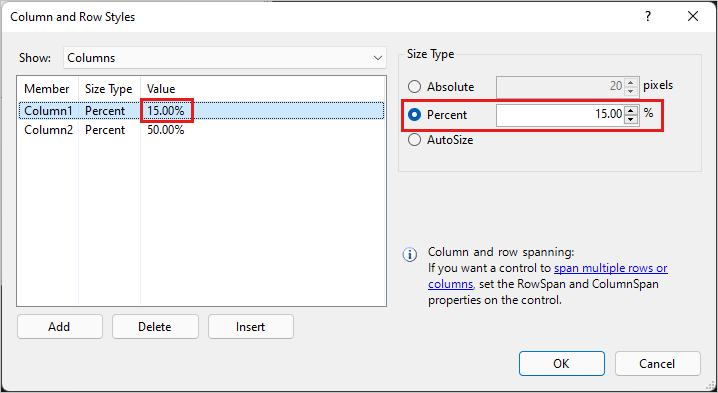 Column and Row Styles ? ×
Show: Columns
Member Size Type Value
Column1 Percent 15.00%
Column2 Percent 50.00%
Add Delete Insert
Size Type
Absolute 20 pixels
Percent 15.00 %
AutoSize
Column and row spanning:
If you want a control to span multiple rows or
columns, set the RowSpan and ColumnSpan
properties on the control.
OK Cancel